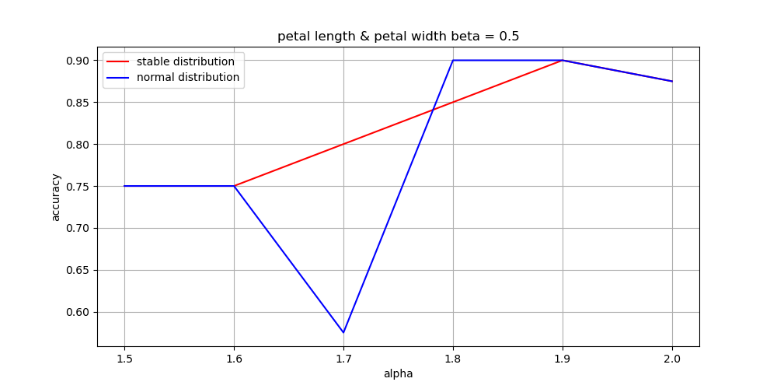 petal length & petal width beta = 0.5
stable distribution
normal distribution
0.90
0.85
0.80
0.75
0.70
0.65
0.60
accuracy
1.5 1.6 1.7 1.8 1.9 2.0
alpha